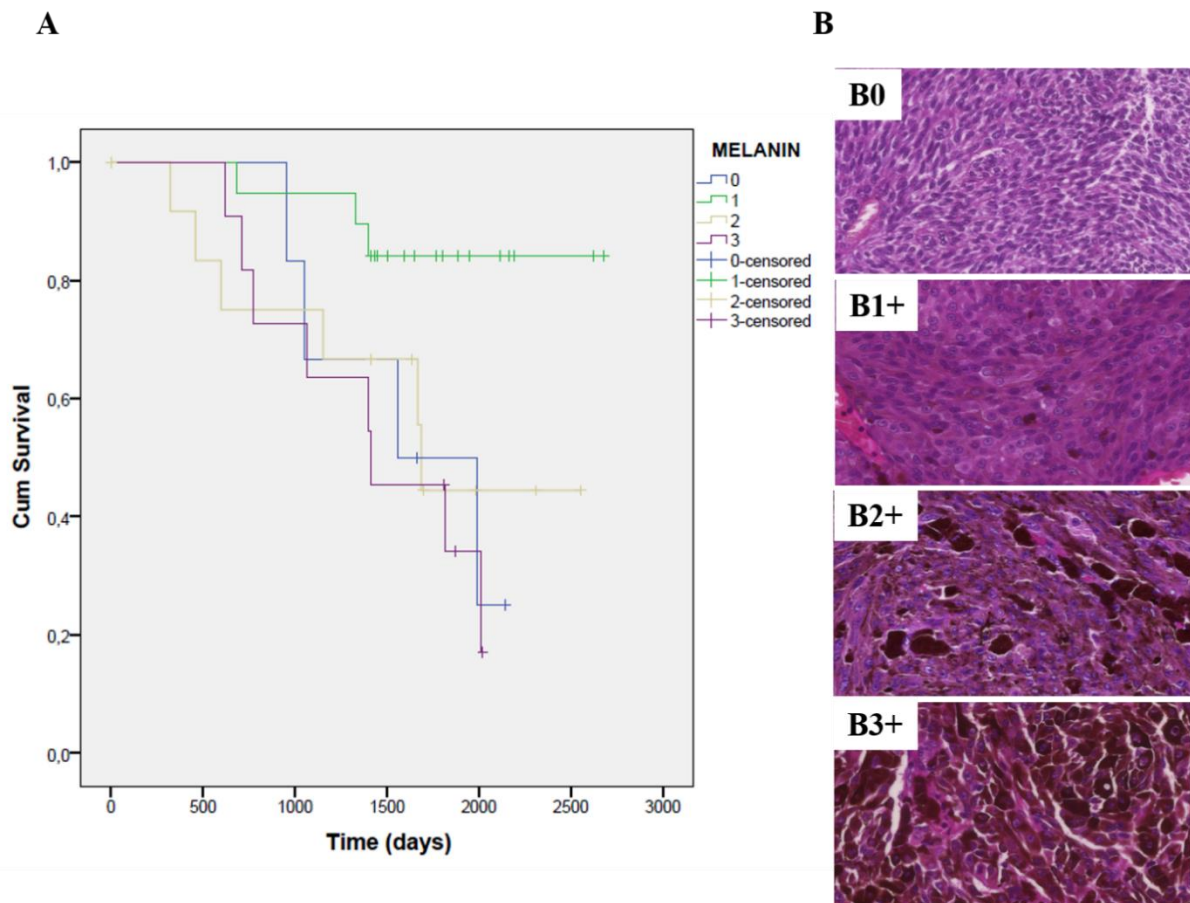 A
B
MELANIN
0
1
2
3
0-censored
1-censored
2-censored
3-censored
Cum Survival
1,0
0,8
0,6
0,4
0,2
0,0
0
500
1000
1500
2000
2500
3000
Time (days)
B0
B1+
B2+
B3+